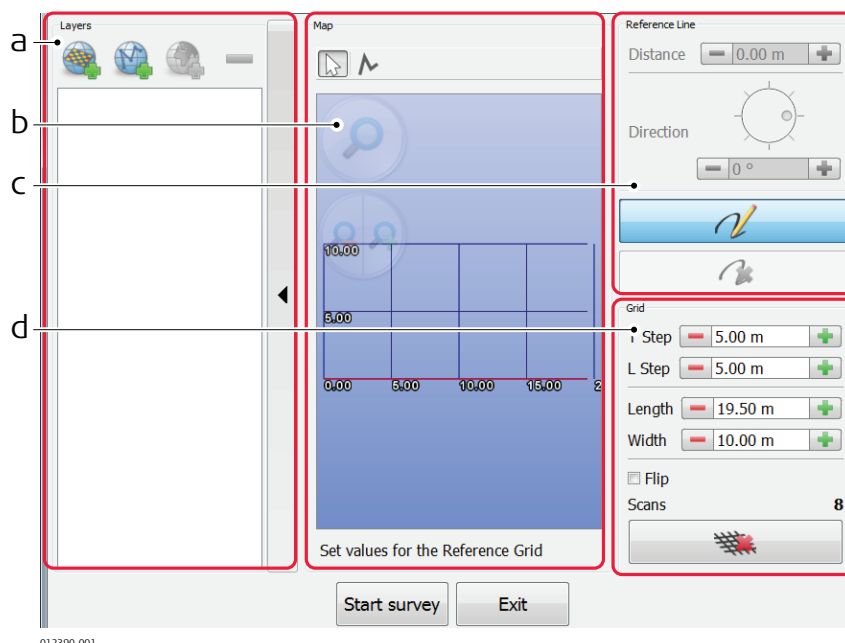 a
b
c
d
Layers
Map
10.00
5.00
0.00 5.00 10.00 15.00 2
Set values for the Reference Grid
Reference Line
Distance 0.00 m
Direction
0 °
Grid
Step 5.00 m
L Step 5.00 m
Length 19.50 m
Width 10.00 m
Flip
Scans 8
Start survey Exit